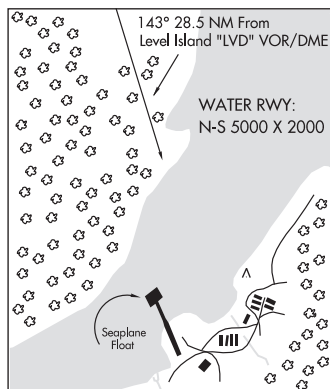 143° 28.5 NM From
Level Island "LVD" VOR/DME
WATER RWY:
N-S 5000 X 2000
Seaplane
Float